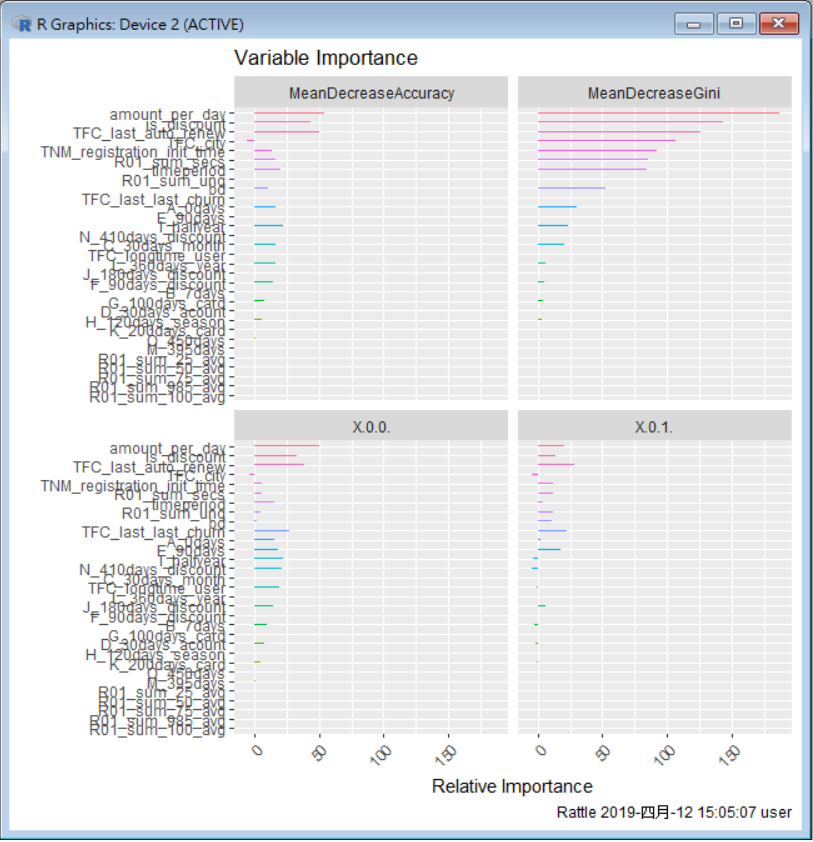 R Graphics: Device 2 (ACTIVE)
Variable Importance
MeanDecreaseAccuracy
MeanDecreaseGini
amount_per_day
is_discount
TFC_last_auto_renew
TFC_city
TNM_registration_init_time
R01_sum_secs
timeperiod
R01_sum_unq
bd
TFC_last_last_churn
A_0days
E_90days
I_halfyear
N_410days_discount
C_30days_month
TFC_longtime_user
L_360days_year
J_180days_discount
F_90days_discount
B_7days
G_100days_card
D_30days_acount
H_120days_season
K_200days_card
O_450days
M_395days
R01_sum_25_avg
R01_sum_50_avg
R01_sum_75_avg
R01_sum_985_avg
R01_sum_100_avg
X.0.0.
X.0.1.
amount_per_day
is_discount
TFC_last_auto_renew
TFC_city
TNM_registration_init_time
R01_sum_secs
timeperiod
R01_sum_unq
bd
TFC_last_last_churn
A_0days
E_90days
I_halfyear
N_410days_discount
C_30days_month
TFC_longtime_user
L_360days_year
J_180days_discount
F_90days_discount
B_7days
G_100days_card
D_30days_acount
H_120days_season
K_200days_card
O_450days
M_395days
R01_sum_25_avg
R01_sum_50_avg
R01_sum_75_avg
R01_sum_985_avg
R01_sum_100_avg
0 50 100 150 0 50 100 150
Relative Importance
Rattle 2019-四月-12 15:05:07 user